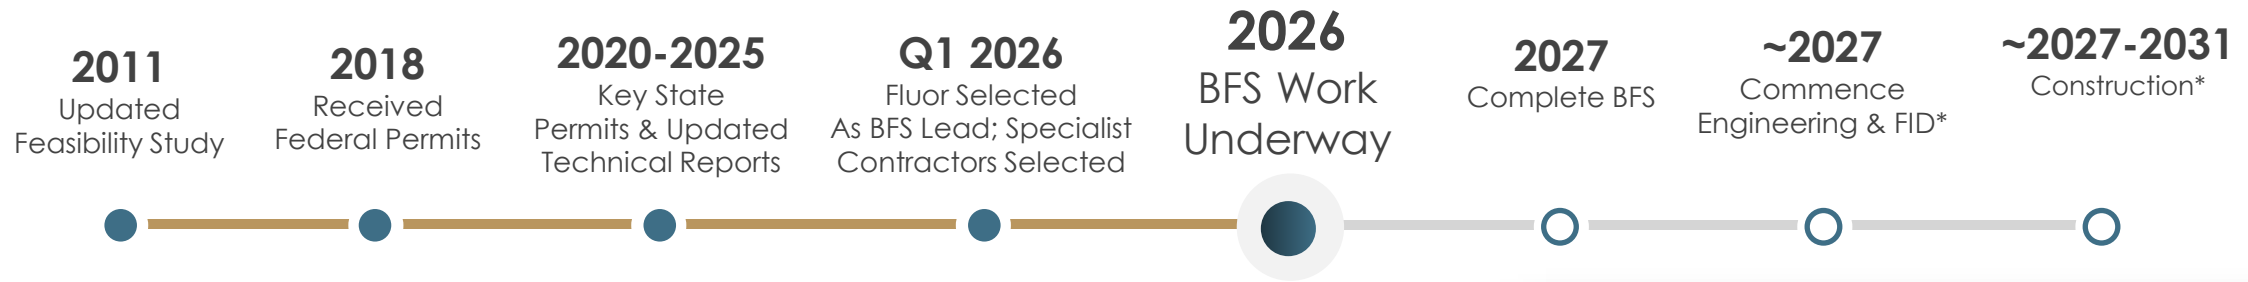 2011
Updated
Feasibility Study
2018
Received
Federal Permits
2020-2025
Key State
Permits & Updated
Technical Reports
Q1 2026
Fluor Selected
As BFS Lead; Specialist
Contractors Selected
2026
BFS Work
Underway
2027
Complete BFS
~2027
Commence
Engineering & FID*
~2027-2031
Construction*